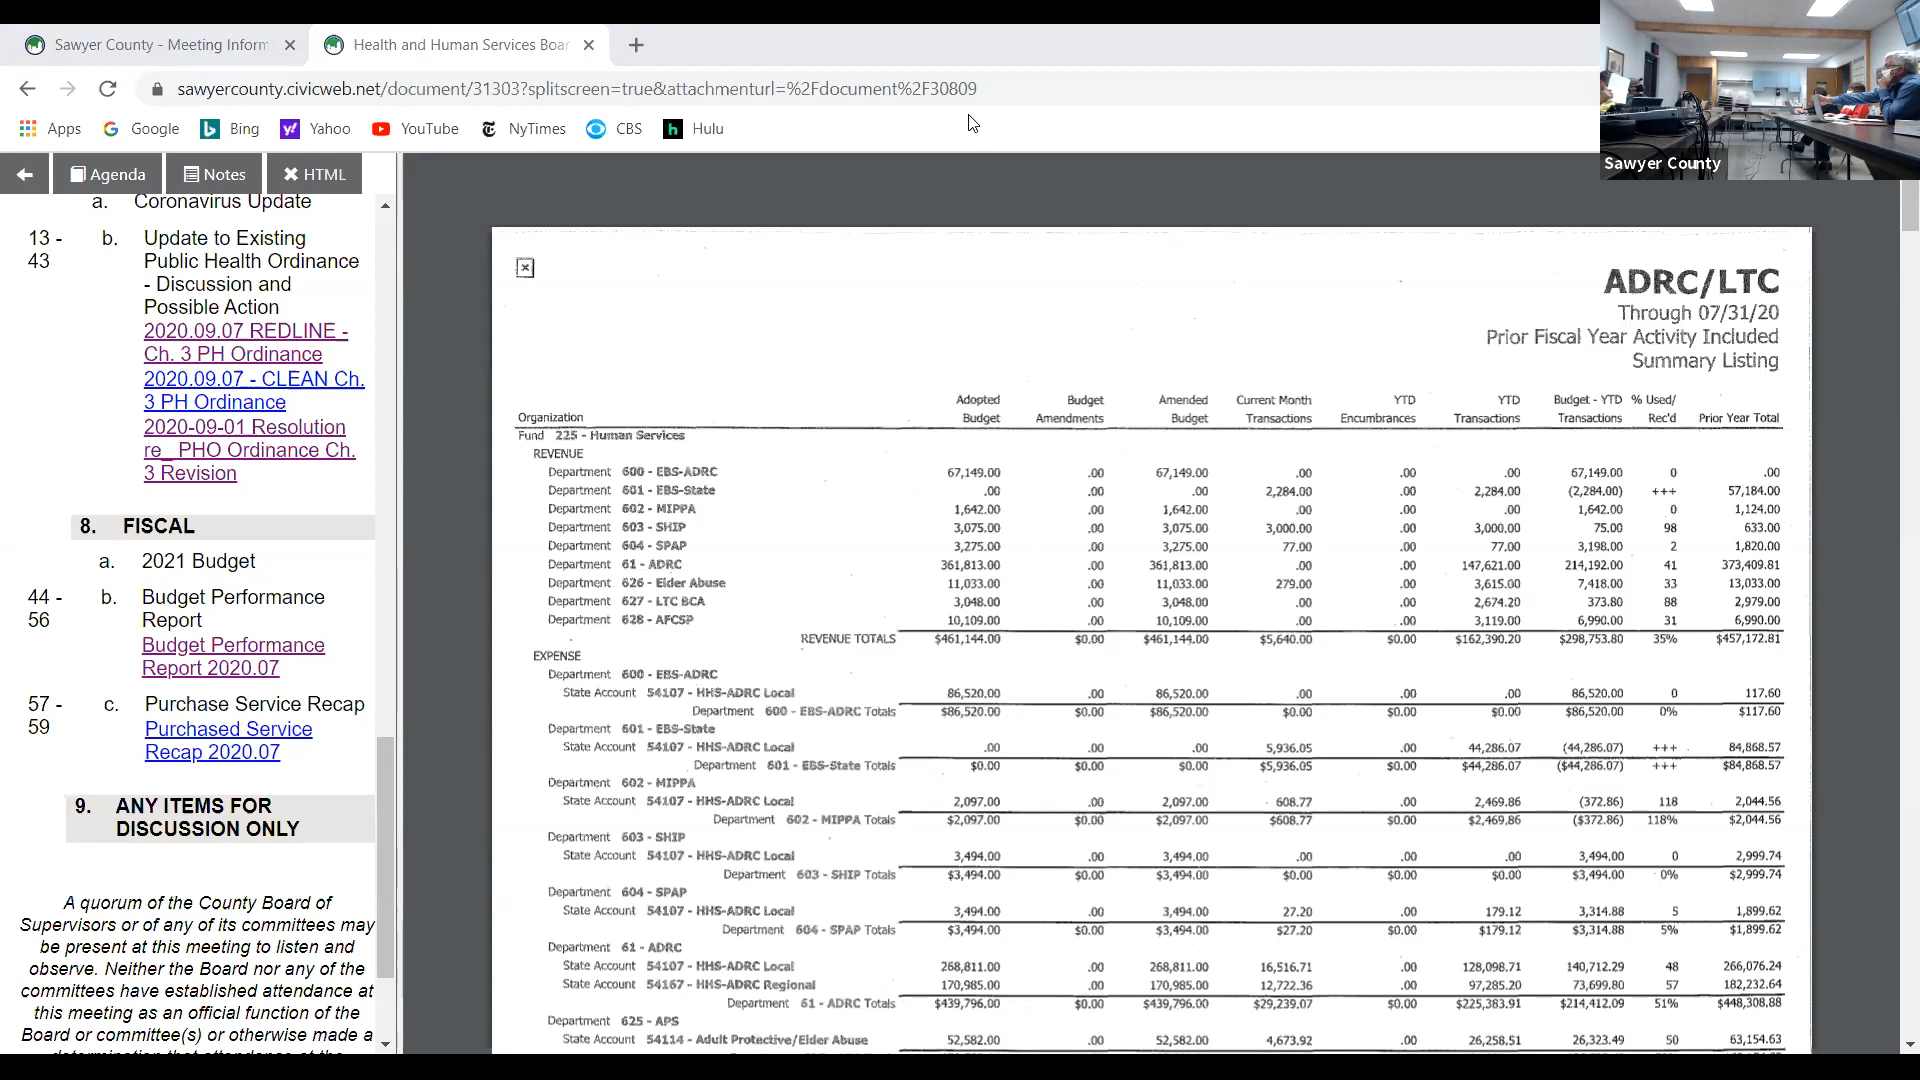 Sawyer County - Meeting Inform
Health and Human Services Boar
sawyercounty.civicweb.net/document/31303?splitscreen=true&attachmenturl=%2Fdocument%2F30809
Apps Google Bing Yahoo YouTube NyTimes CBS Hulu
Sawyer County
Agenda Notes HTML
a. Coronavirus Update
13 - b. Update to Existing
43 Public Health Ordinance
- Discussion and
Possible Action
2020.09.07 REDLINE -
Ch. 3 PH Ordinance
2020.09.07 - CLEAN Ch.
3 PH Ordinance
2020-09-01 Resolution
re_ PHO Ordinance Ch.
3 Revision
8. FISCAL
a. 2021 Budget
44 - b. Budget Performance
56 Report
Budget Performance
Report 2020.07
57 - c. Purchase Service Recap
59 Purchased Service
Recap 2020.07
9. ANY ITEMS FOR
DISCUSSION ONLY
A quorum of the County Board of
Supervisors or of any of its committees may
be present at this meeting to listen and
observe. Neither the Board nor any of the
committees have established attendance at
this meeting as an official function of the
Board or committee(s) or otherwise made a
ADRC/LTC
Through 07/31/20
Prior Fiscal Year Activity Included
Summary Listing
Adopted Budget Amended Current Month YTD YTD Budget - YTD % Used/
Organization Budget Amendments Budget Transactions Encumbrances Transactions Transactions Rec'd Prior Year Total
Fund 225 - Human Services
REVENUE
Department 600 - EBS-ADRC 67,149.00 .00 67,149.00 .00 .00 .00 67,149.00 0 .00
Department 601 - EBS-State .00 .00 .00 2,284.00 .00 2,284.00 (2,284.00) +++ 57,184.00
Department 602 - MIPPA 1,642.00 .00 1,642.00 .00 .00 .00 1,642.00 0 1,124.00
Department 603 - SHIP 3,075.00 .00 3,075.00 3,000.00 .00 3,000.00 75.00 98 633.00
Department 604 - SPAP 3,275.00 .00 3,275.00 77.00 .00 77.00 3,198.00 2 1,820.00
Department 61 - ADRC 361,813.00 .00 361,813.00 .00 .00 147,621.00 214,192.00 41 373,409.81
Department 626 - Elder Abuse 11,033.00 .00 11,033.00 279.00 .00 3,615.00 7,418.00 33 13,033.00
Department 627 - LTC BCA 3,048.00 .00 3,048.00 .00 .00 2,674.20 373.80 88 2,979.00
Department 628 - AFCSP 10,109.00 .00 10,109.00 .00 .00 3,119.00 6,990.00 31 6,990.00
REVENUE TOTALS $461,144.00 $0.00 $461,144.00 $5,640.00 $0.00 $162,390.20 $298,753.80 35% $457,172.81
EXPENSE
Department 600 - EBS-ADRC
State Account 54107 - HHS-ADRC Local 86,520.00 .00 86,520.00 .00 .00 .00 86,520.00 0 117.60
Department 600 - EBS-ADRC Totals $86,520.00 $0.00 $86,520.00 $0.00 $0.00 $0.00 $86,520.00 0% $117.60
Department 601 - EBS-State
State Account 54107 - HHS-ADRC Local .00 .00 .00 5,936.05 .00 44,286.07 (44,286.07) +++ 84,868.57
Department 601 - EBS-State Totals $0.00 $0.00 $0.00 $5,936.05 $0.00 $44,286.07 ($44,286.07) +++ $84,868.57
Department 602 - MIPPA
State Account 54107 - HHS-ADRC Local 2,097.00 .00 2,097.00 608.77 .00 2,469.86 (372.86) 118 2,044.56
Department 602 - MIPPA Totals $2,097.00 $0.00 $2,097.00 $608.77 $0.00 $2,469.86 ($372.86) 118% $2,044.56
Department 603 - SHIP
State Account 54107 - HHS-ADRC Local 3,494.00 .00 3,494.00 .00 .00 .00 3,494.00 0 2,999.74
Department 603 - SHIP Totals $3,494.00 $0.00 $3,494.00 $0.00 $0.00 $0.00 $3,494.00 0% $2,999.74
Department 604 - SPAP
State Account 54107 - HHS-ADRC Local 3,494.00 .00 3,494.00 27.20 .00 179.12 3,314.88 5 1,899.62
Department 604 - SPAP Totals $3,494.00 $0.00 $3,494.00 $27.20 $0.00 $179.12 $3,314.88 5% $1,899.62
Department 61 - ADRC
State Account 54107 - HHS-ADRC Local 268,811.00 .00 268,811.00 16,516.71 .00 128,098.71 140,712.29 48 266,076.24
State Account 54167 - HHS-ADRC Regional 170,985.00 .00 170,985.00 12,722.36 .00 97,285.20 73,699.80 57 182,232.64
Department 61 - ADRC Totals $439,796.00 $0.00 $439,796.00 $29,239.07 $0.00 $225,383.91 $214,412.09 51% $448,308.88
Department 625 - APS
State Account 54114 - Adult Protective/Elder Abuse 52,582.00 .00 52,582.00 4,673.92 .00 26,258.51 26,323.49 50 63,154.63